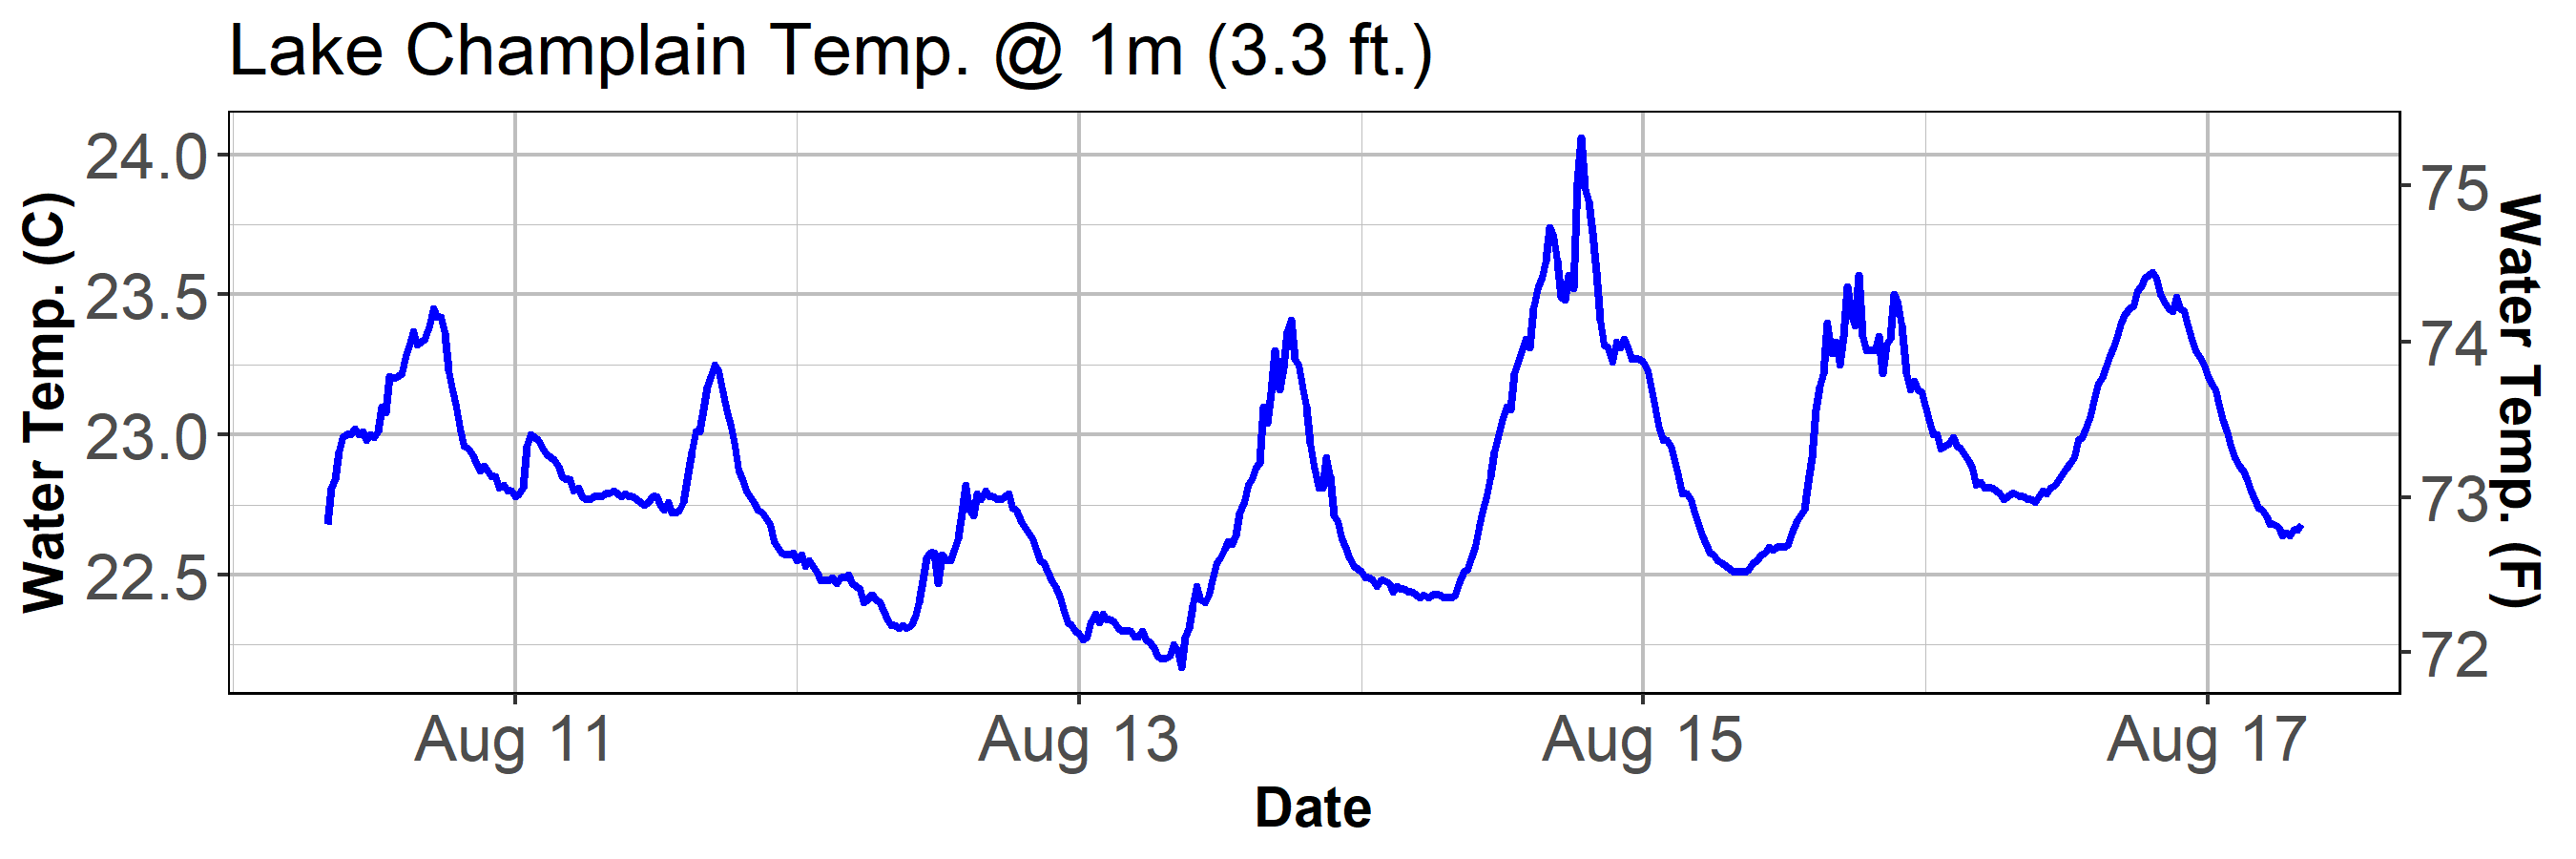 Lake Champlain Temp. @ 1m (3.3 ft.)
Water Temp. (C)
24.0
23.5
23.0
22.5
75
74
73
72
Water Temp. (F)
Aug 11 Aug 13 Aug 15 Aug 17
Date